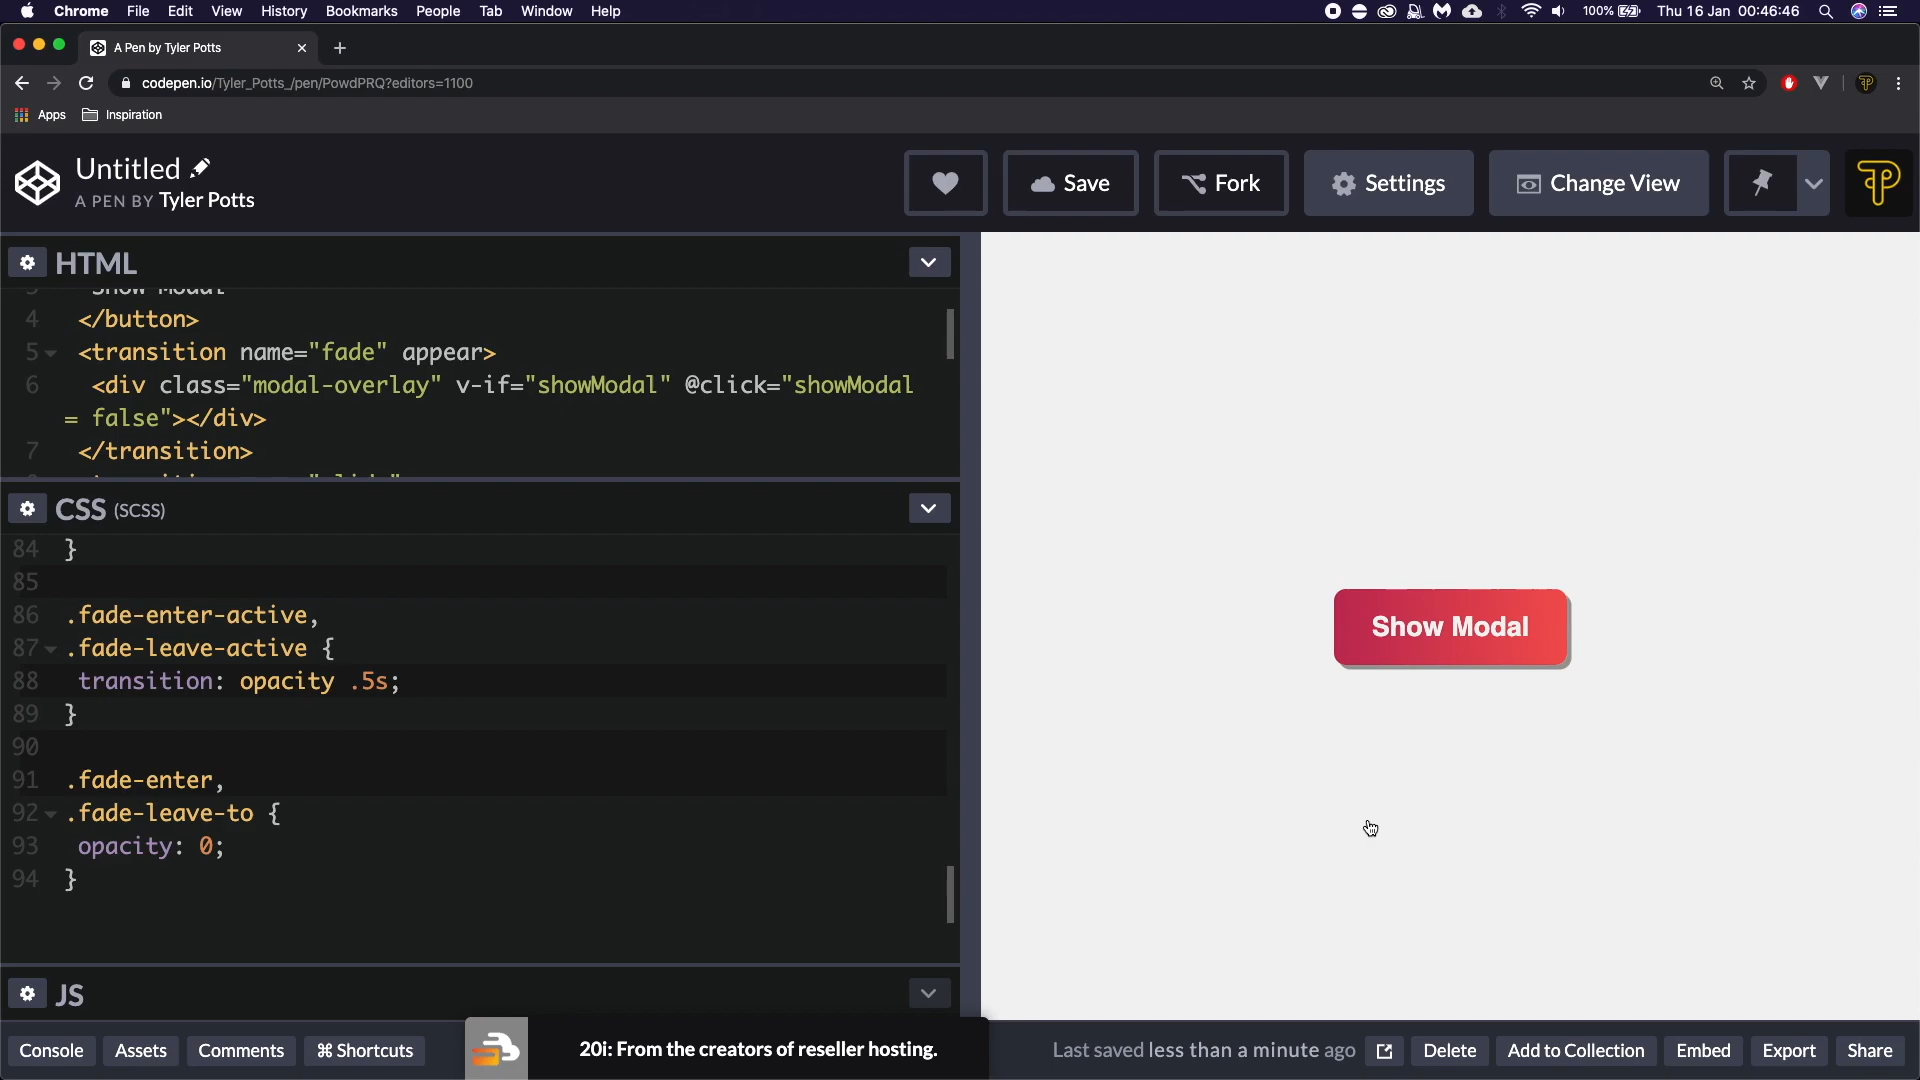 Chrome File Edit View History Bookmarks People Tab Window Help 100% Thu 16 Jan 00:46:46
A Pen by Tyler Potts
codepen.io/Tyler_Potts_/pen/PowdPRQ?editors=1100
Apps Inspiration
Untitled
A PEN BY Tyler Potts
Save Fork Settings Change View
HTML
3 Show Modal
4 </button>
5 <transition name="fade" appear>
6 <div class="modal-overlay" v-if="showModal" @click="showModal
= false"></div>
7 </transition>
CSS (SCSS)
84 }
85
86 .fade-enter-active,
87 .fade-leave-active {
88 transition: opacity .5s;
89 }
90
91 .fade-enter,
92 .fade-leave-to {
93 opacity: 0;
94 }
JS
Show Modal
Console Assets Comments ⌘ Shortcuts
20i: From the creators of reseller hosting.
Last saved less than a minute ago Delete Add to Collection Embed Export Share